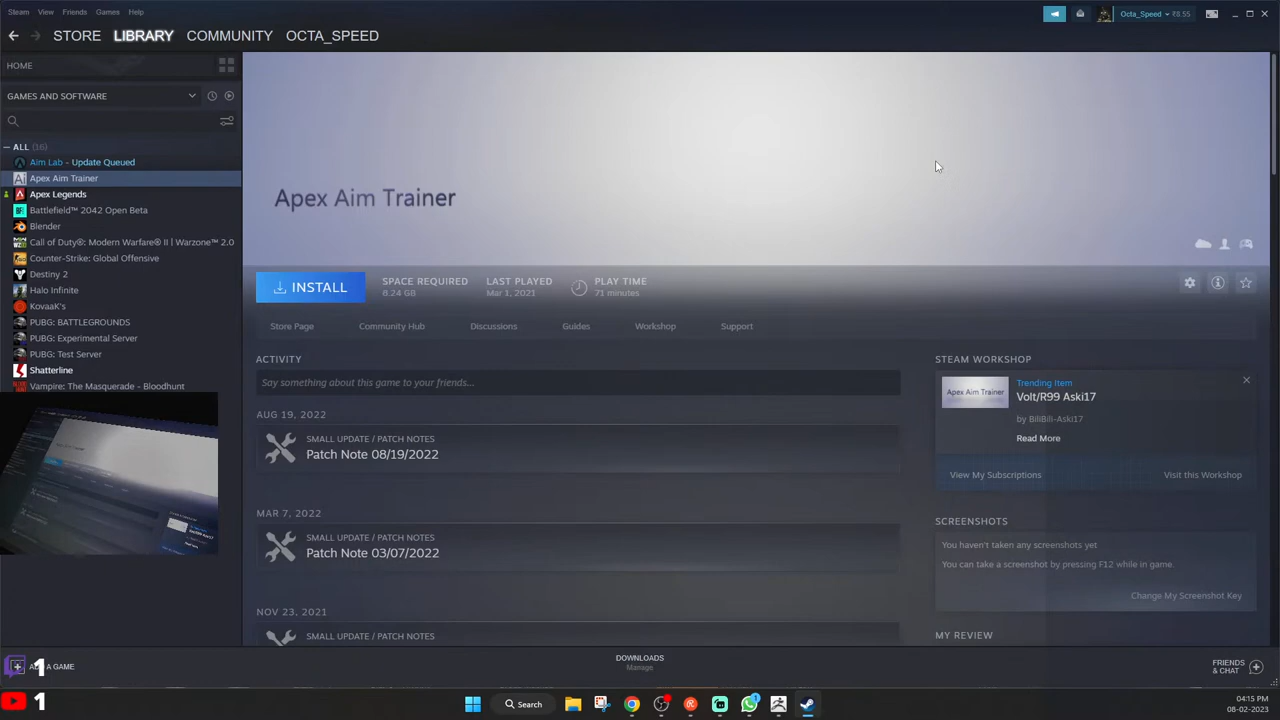 Steam View Friends Games Help
Octa_Speed ₹8.55
STORE LIBRARY COMMUNITY OCTA_SPEED
HOME
GAMES AND SOFTWARE
ALL (16)
Aim Lab - Update Queued
Apex Aim Trainer
Apex Legends
Battlefield™ 2042 Open Beta
Blender
Call of Duty®: Modern Warfare® II | Warzone™ 2.0
Counter-Strike: Global Offensive
Destiny 2
Halo Infinite
KovaaK's
PUBG: BATTLEGROUNDS
PUBG: Experimental Server
PUBG: Test Server
Shatterline
Vampire: The Masquerade - Bloodhunt
Apex Aim Trainer
INSTALL
SPACE REQUIRED
6.24 GB
LAST PLAYED
Mar 1, 2021
PLAY TIME
71 minutes
Store Page Community Hub Discussions Guides Workshop Support
ACTIVITY
Say something about this game to your friends...
AUG 19, 2022
SMALL UPDATE / PATCH NOTES
Patch Note 08/19/2022
MAR 7, 2022
SMALL UPDATE / PATCH NOTES
Patch Note 03/07/2022
NOV 23, 2021
SMALL UPDATE / PATCH NOTES
STEAM WORKSHOP
Apex Aim Trainer
Trending Item
Volt/R99 Aski17
by BiliBili-Aski17
Read More
View My Subscriptions Visit this Workshop
SCREENSHOTS
You haven't taken any screenshots yet
You can take a screenshot by pressing F12 while in game.
Change My Screenshot Key
MY REVIEW
1 A GAME
DOWNLOADS
Manage
FRIENDS
& CHAT
1
Search
1
04:15 PM
08-02-2023